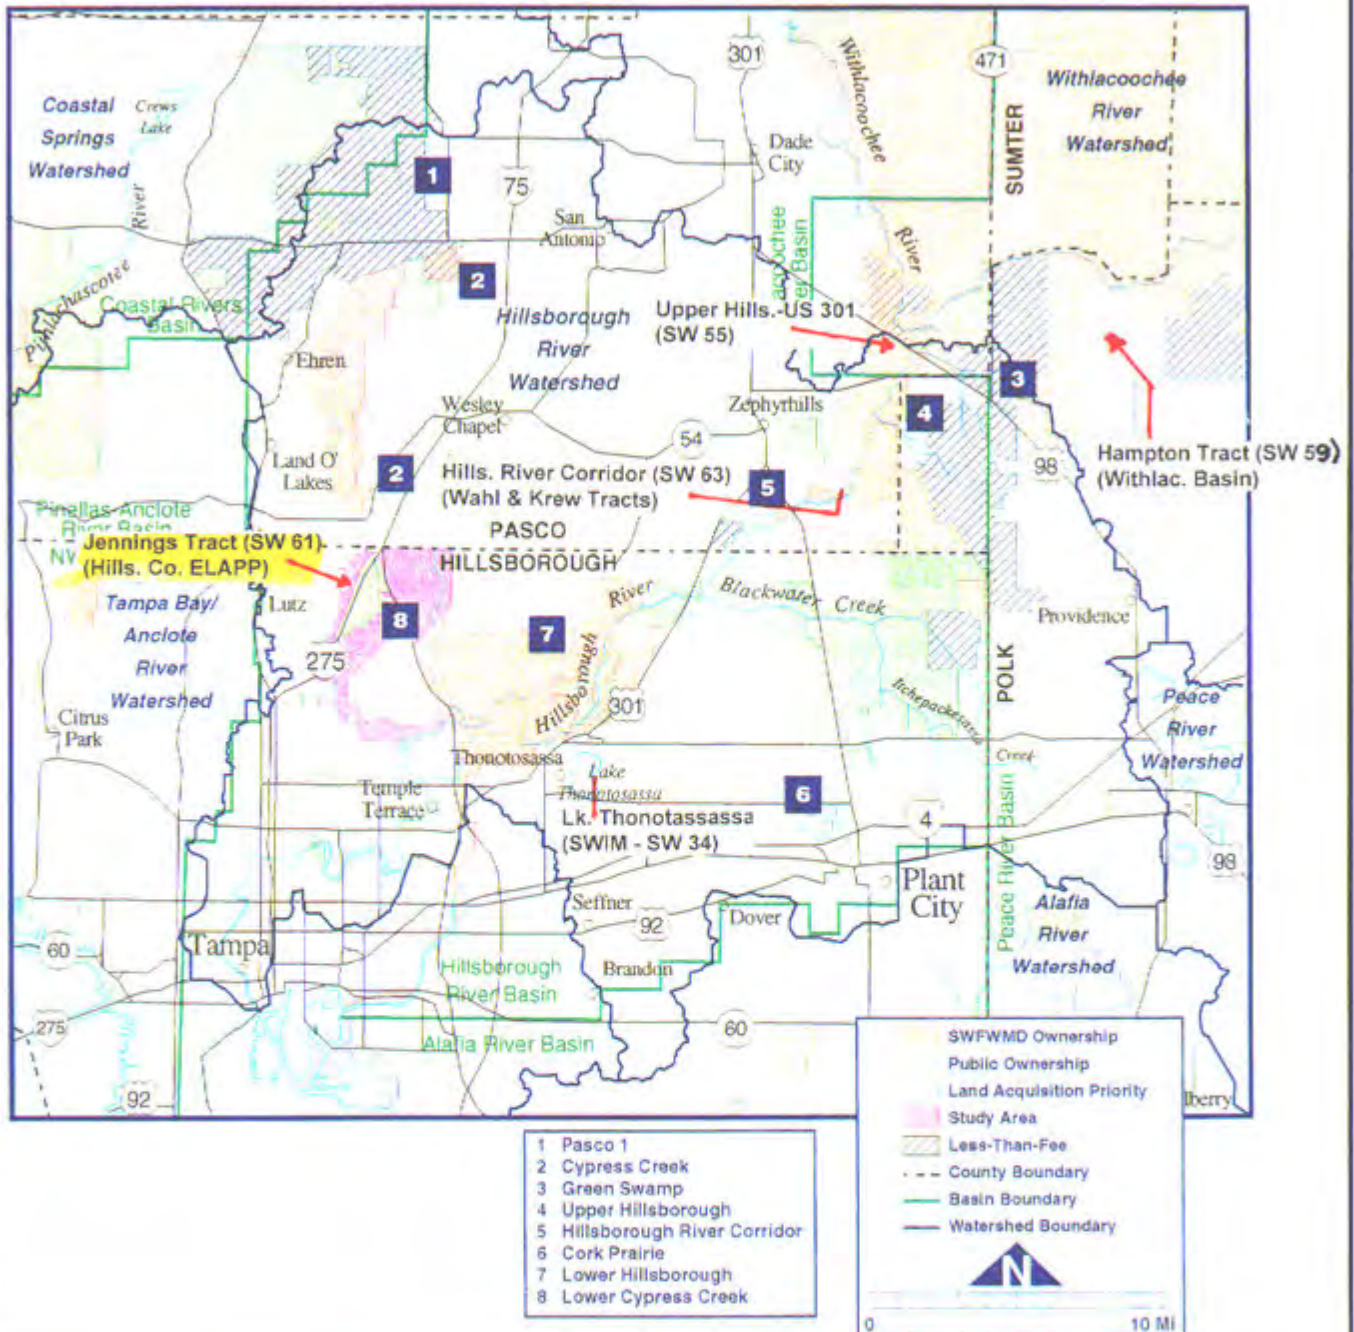 301
471
Withlacoochee
River
Watershed
Coastal
Springs
Watershed
Crews
Lake
Withlacoochee
River
SUMTER
Dade
City
1
75
River
San
Antonio
2
Pithlachascotee
Coastal Rivers
Basin
Hillsborough
River
Watershed
Upper Hills.-US 301
(SW 55)
Ehren
3
4
Wesley
Chapel
Zephyrhills
54
98
Hampton Tract (SW 59)
(Withlac. Basin)
Land O'
Lakes
2
Hills. River Corridor (SW 63)
(Wahl & Krew Tracts)
5
Pinellas-Anclote
River Basin
NW
PASCO
HILLSBOROUGH
Jennings Tract (SW 61)
(Hills. Co. ELAPP)
Tampa Bay/
Anclote
River
Watershed
Lutz
8
7
Hillsborough
River
Blackwater Creek
Providence
275
POLK
Itchepackesassa
Creek
Peace
River
Watershed
301
Citrus
Park
Thonotosassa
Temple
Terrace
Lake
Thonotosassa
6
Lk. Thonotassassa
(SWIM - SW 34)
4
98
Plant
City
Peace River Basin
Alafia
River
Watershed
Seffner
92
Dover
60
Tampa
Hillsborough
River Basin
Brandon
275
Alafia River Basin
60
92
lberry
SWFWMD Ownership
Public Ownership
Land Acquisition Priority
Study Area
Less-Than-Fee
County Boundary
Basin Boundary
Watershed Boundary
N
0 10 MI
1 Pasco 1
2 Cypress Creek
3 Green Swamp
4 Upper Hillsborough
5 Hillsborough River Corridor
6 Cork Prairie
7 Lower Hillsborough
8 Lower Cypress Creek